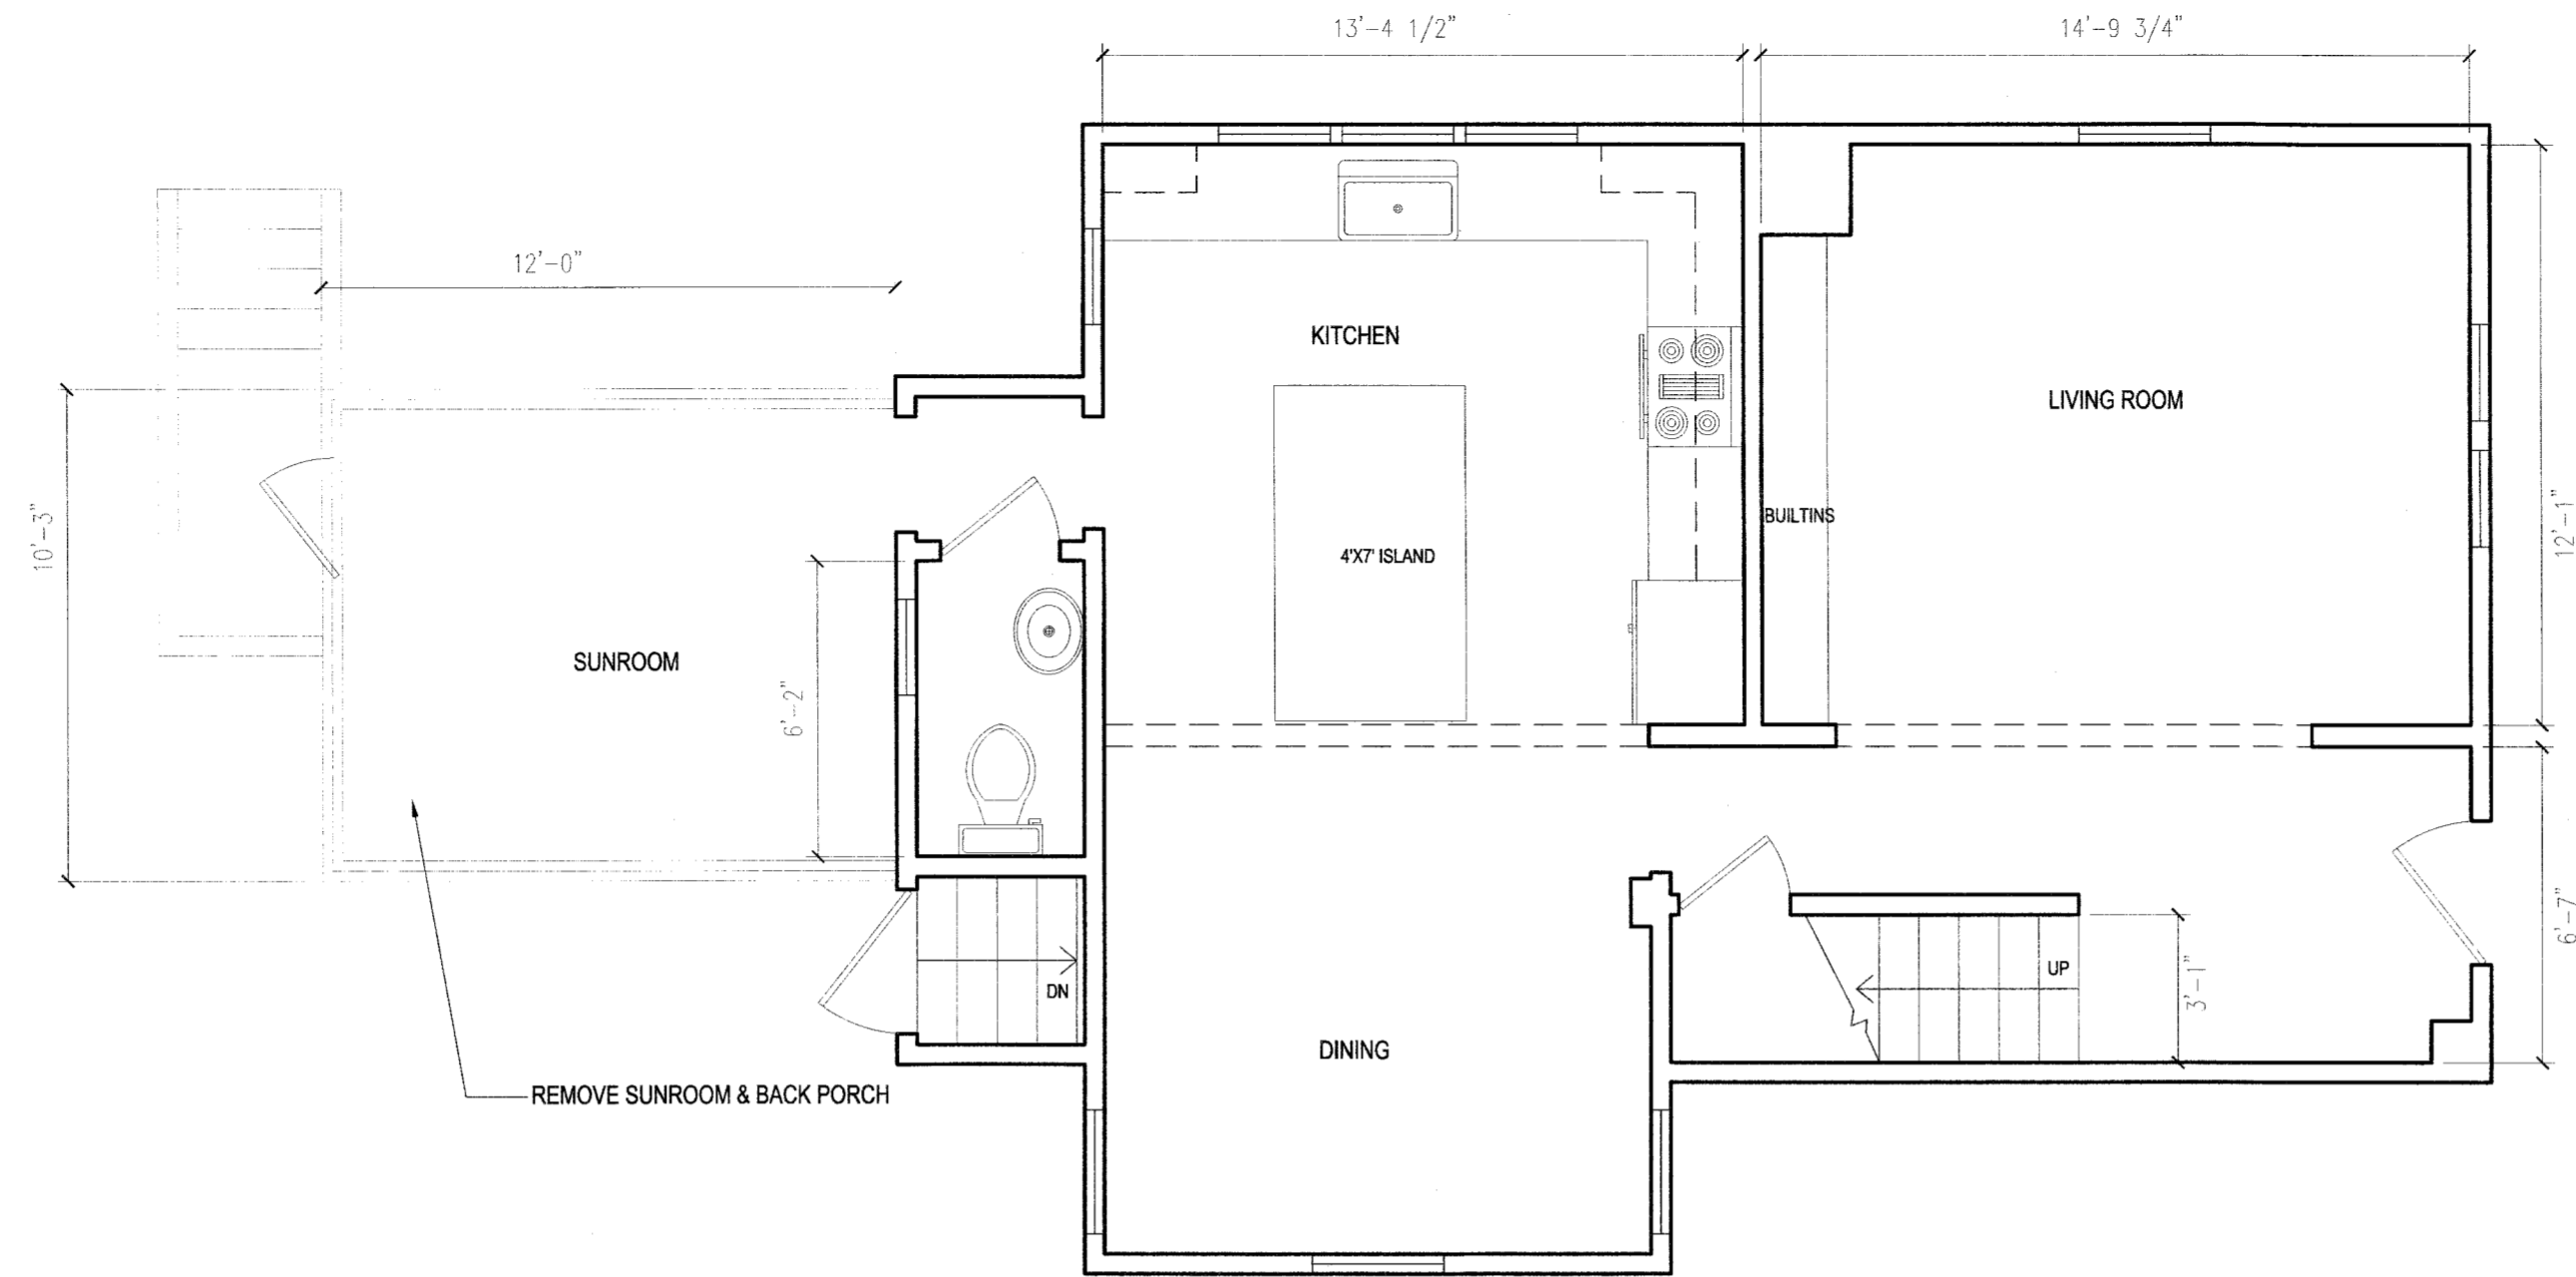 13'-4 1/2"
14'-9 3/4"
12'-0"
KITCHEN
LIVING ROOM
10'-3"
BUILTINS
12'-1"
4'X7' ISLAND
SUNROOM
6'-2"
6'-7"
UP
3'-1"
DN
DINING
REMOVE SUNROOM & BACK PORCH